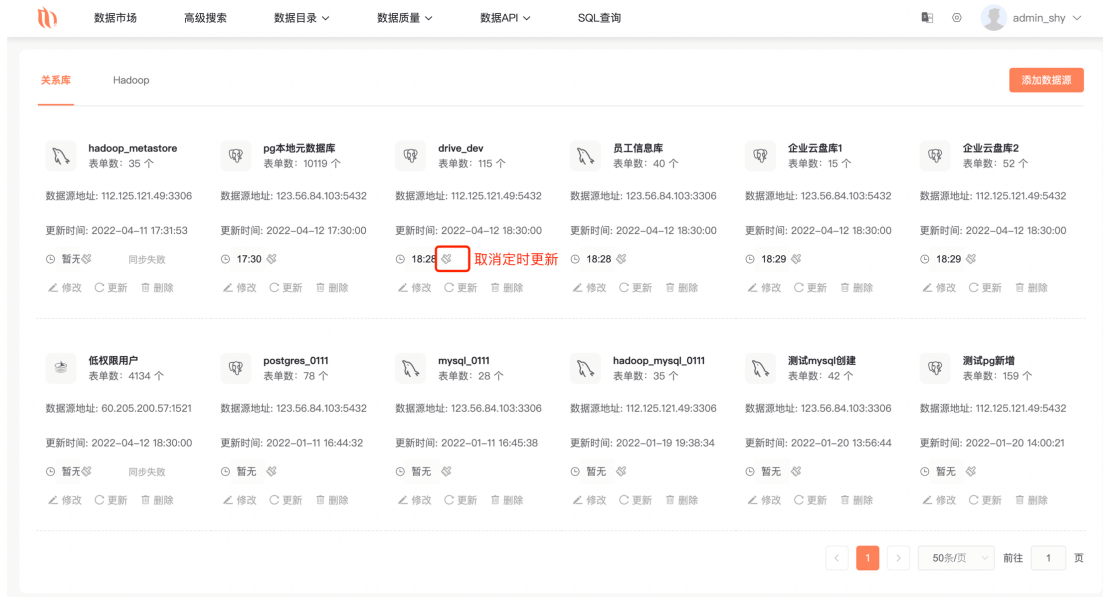 数据市场 高级搜索 数据目录 数据质量 数据API SQL查询 admin_shy
关系库 Hadoop 添加数据源
hadoop_metastore pg本地元数据库 drive_dev 员工信息库 企业云盘库1 企业云盘库2
表单数：35 个 表单数：10119 个 表单数：115 个 表单数：40 个 表单数：15 个 表单数：52 个
数据源地址: 112.125.121.49:3306 数据源地址: 123.56.84.103:5432 数据源地址: 112.125.121.49:5432 数据源地址: 123.56.84.103:3306 数据源地址: 123.56.84.103:5432 数据源地址: 112.125.121.49:5432
更新时间: 2022-04-11 17:31:53 更新时间: 2022-04-12 17:30:00 更新时间: 2022-04-12 18:30:00 更新时间: 2022-04-12 18:30:00 更新时间: 2022-04-12 18:30:00 更新时间: 2022-04-12 18:30:00
暂无 同步失败 17:30 18:28 取消定时更新 18:28 18:29 18:29
修改 更新 删除 修改 更新 删除 修改 更新 删除 修改 更新 删除 修改 更新 删除 修改 更新 删除
低权限用户 postgres_0111 mysql_0111 hadoop_mysql_0111 测试mysql创建 测试pg新增
表单数：4134 个 表单数：78 个 表单数：28 个 表单数：35 个 表单数：42 个 表单数：159 个
数据源地址: 60.205.200.57:1521 数据源地址: 123.56.84.103:5432 数据源地址: 123.56.84.103:3306 数据源地址: 112.125.121.49:3306 数据源地址: 123.56.84.103:3306 数据源地址: 112.125.121.49:5432
更新时间: 2022-04-12 18:30:00 更新时间: 2022-01-11 16:44:32 更新时间: 2022-01-11 16:45:38 更新时间: 2022-01-19 19:38:34 更新时间: 2022-01-20 13:56:44 更新时间: 2022-01-20 14:00:21
暂无 同步失败 暂无 暂无 暂无 暂无 暂无
修改 更新 删除 修改 更新 删除 修改 更新 删除 修改 更新 删除 修改 更新 删除 修改 更新 删除
1 50条/页 前往 1 页